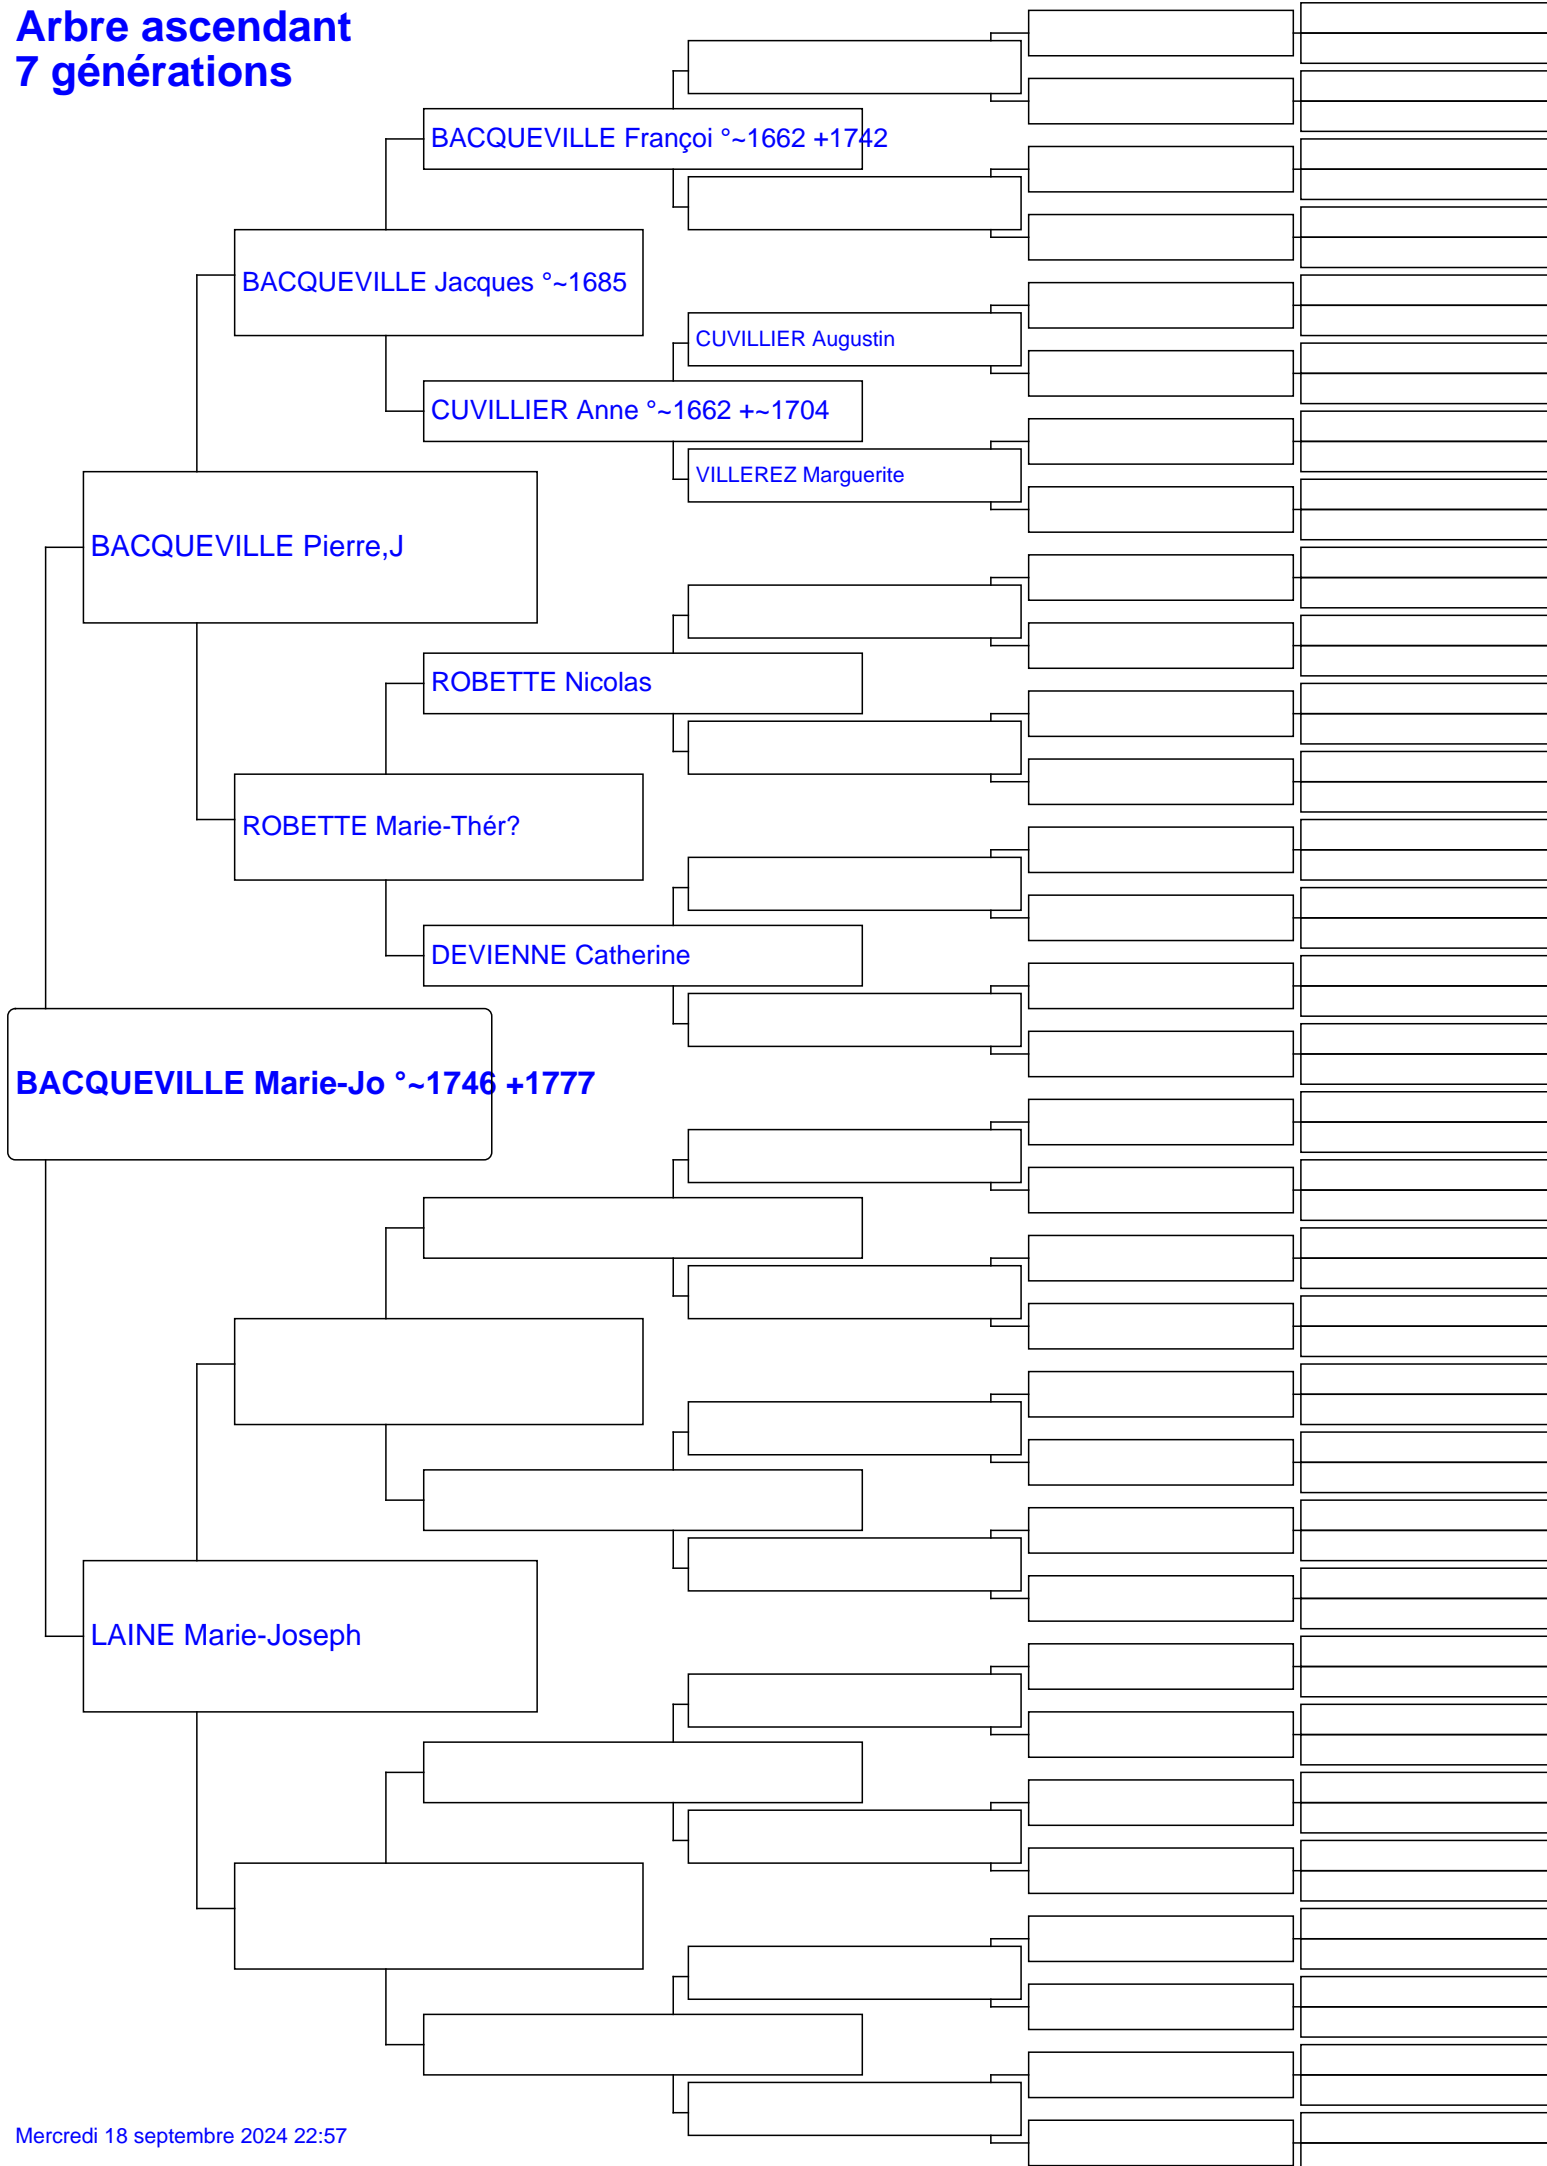 Arbre ascendant
7 générations
BACQUEVILLE Françoi °~1662 +1742
BACQUEVILLE Jacques °~1685
CUVILLIER Augustin
CUVILLIER Anne °~1662 +~1704
VILLEREZ Marguerite
BACQUEVILLE Pierre,J
ROBETTE Nicolas
ROBETTE Marie-Thér?
DEVIENNE Catherine
BACQUEVILLE Marie-Jo °~1746 +1777
LAINE Marie-Joseph
Mercredi 18 septembre 2024 22:57